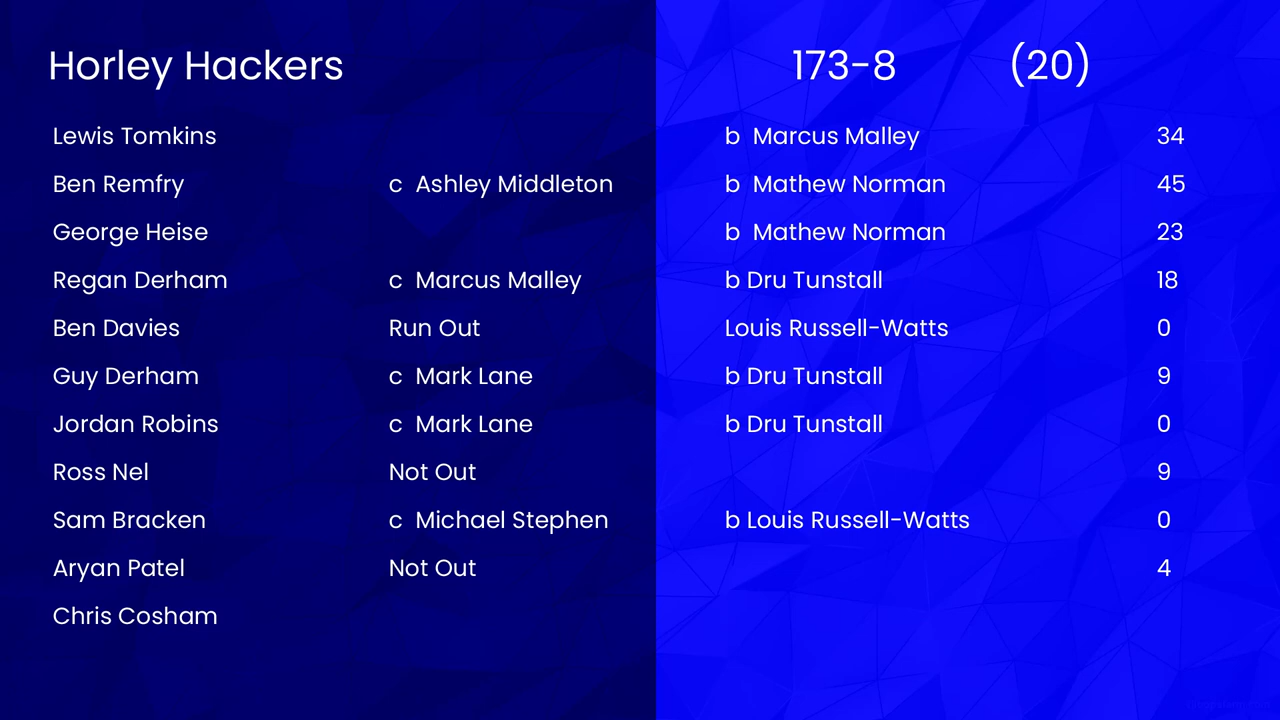 Horley Hackers 173-8 (20)
Lewis Tomkins b Marcus Malley 34
Ben Remfry c Ashley Middleton b Mathew Norman 45
George Heise b Mathew Norman 23
Regan Derham c Marcus Malley b Dru Tunstall 18
Ben Davies Run Out Louis Russell-Watts 0
Guy Derham c Mark Lane b Dru Tunstall 9
Jordan Robins c Mark Lane b Dru Tunstall 0
Ross Nel Not Out 9
Sam Bracken c Michael Stephen b Louis Russell-Watts 0
Aryan Patel Not Out 4
Chris Cosham